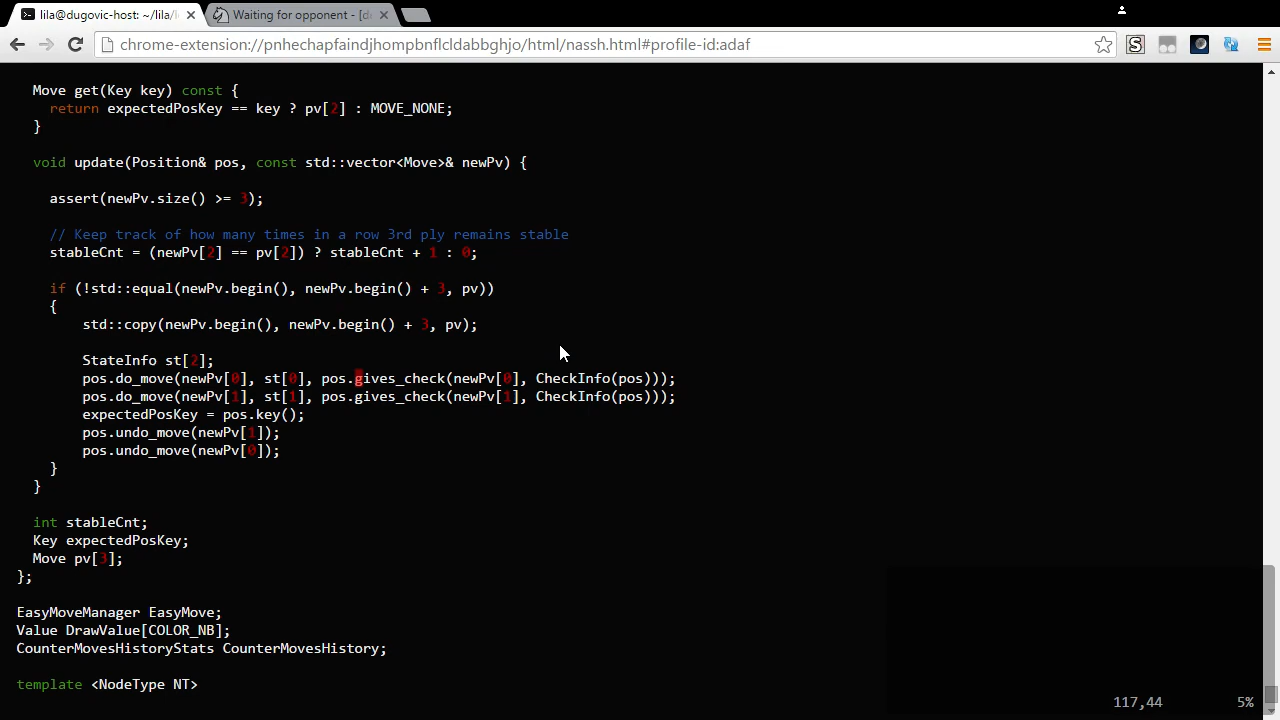 lila@dugovic-host: ~/lila/l
Waiting for opponent - [d
chrome-extension://pnhechapfaindjhompbnflcldabbghjo/html/nassh.html#profile-id:adaf
S
Move get(Key key) const {
return expectedPosKey == key ? pv[2] : MOVE_NONE;
}
void update(Position& pos, const std::vector<Move>& newPv) {
assert(newPv.size() >= 3);
// Keep track of how many times in a row 3rd ply remains stable
stableCnt = (newPv[2] == pv[2]) ? stableCnt + 1 : 0;
if (!std::equal(newPv.begin(), newPv.begin() + 3, pv))
{
std::copy(newPv.begin(), newPv.begin() + 3, pv);
StateInfo st[2];
pos.do_move(newPv[0], st[0], pos.gives_check(newPv[0], CheckInfo(pos)));
pos.do_move(newPv[1], st[1], pos.gives_check(newPv[1], CheckInfo(pos)));
expectedPosKey = pos.key();
pos.undo_move(newPv[1]);
pos.undo_move(newPv[0]);
}
}
int stableCnt;
Key expectedPosKey;
Move pv[3];
};
EasyMoveManager EasyMove;
Value DrawValue[COLOR_NB];
CounterMovesHistoryStats CounterMovesHistory;
template <NodeType NT>
117,44 5%